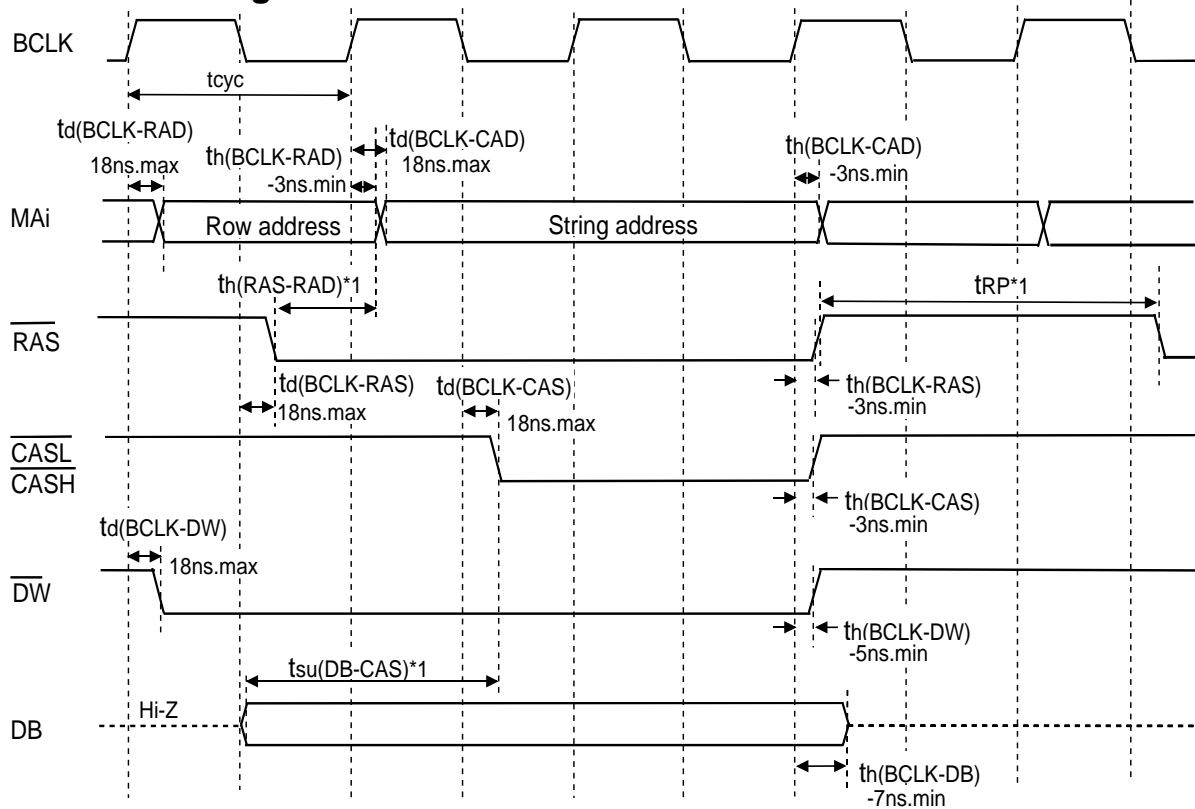 BCLK
tcyc
td(BCLK-RAD)
18ns.max
th(BCLK-RAD)
-3ns.min
td(BCLK-CAD)
18ns.max
th(BCLK-CAD)
-3ns.min
MAi
Row address
String address
th(RAS-RAD)*1
tRP*1
RAS
td(BCLK-RAS)
18ns.max
td(BCLK-CAS)
18ns.max
th(BCLK-RAS)
-3ns.min
CASL
CASH
th(BCLK-CAS)
-3ns.min
td(BCLK-DW)
18ns.max
DW
th(BCLK-DW)
-5ns.min
tsu(DB-CAS)*1
Hi-Z
DB
th(BCLK-DB)
-7ns.min